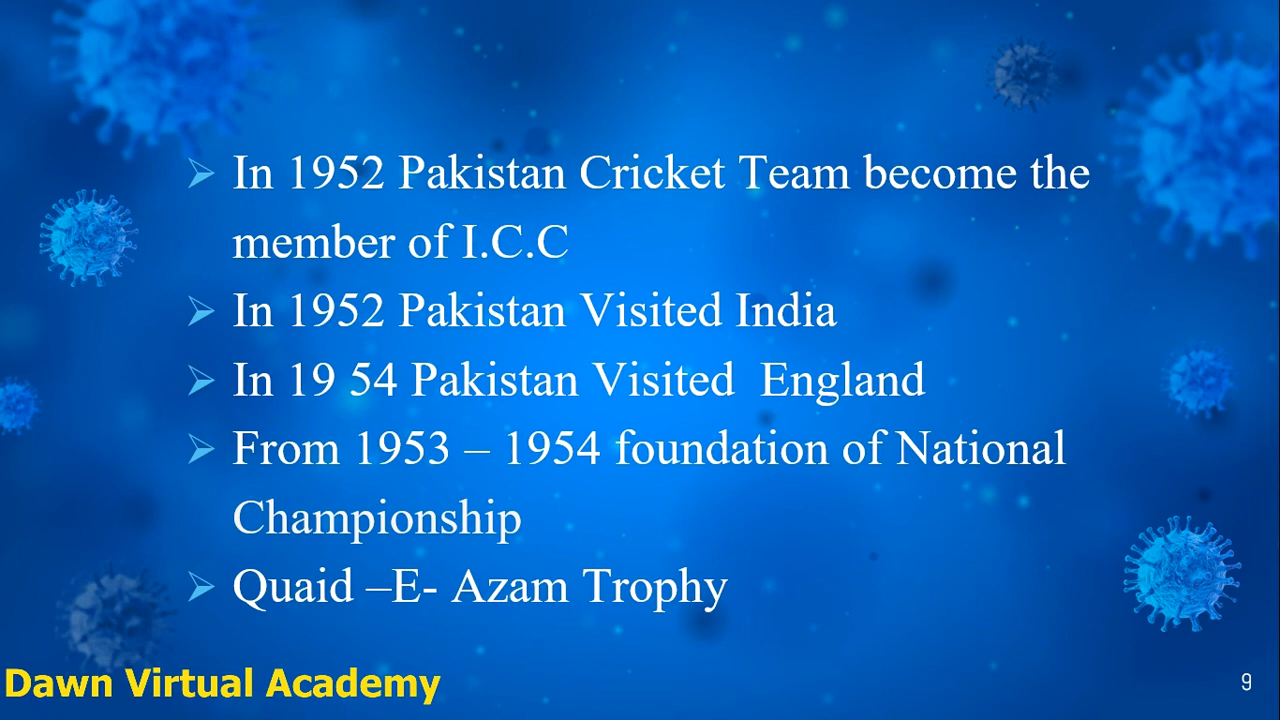 ➢ In 1952 Pakistan Cricket Team become the
member of I.C.C
➢ In 1952 Pakistan Visited India
➢ In 19 54 Pakistan Visited  England
➢ From 1953 – 1954 foundation of National
Championship
➢ Quaid –E- Azam Trophy
Dawn Virtual Academy
9